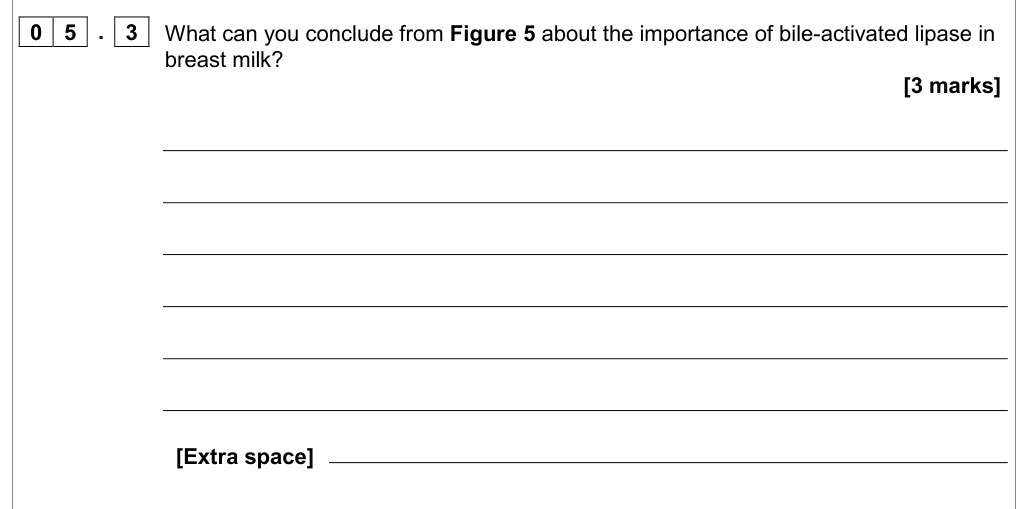 0 5 . 3 What can you conclude from Figure 5 about the importance of bile-activated lipase in
breast milk?
[3 marks]
[Extra space]